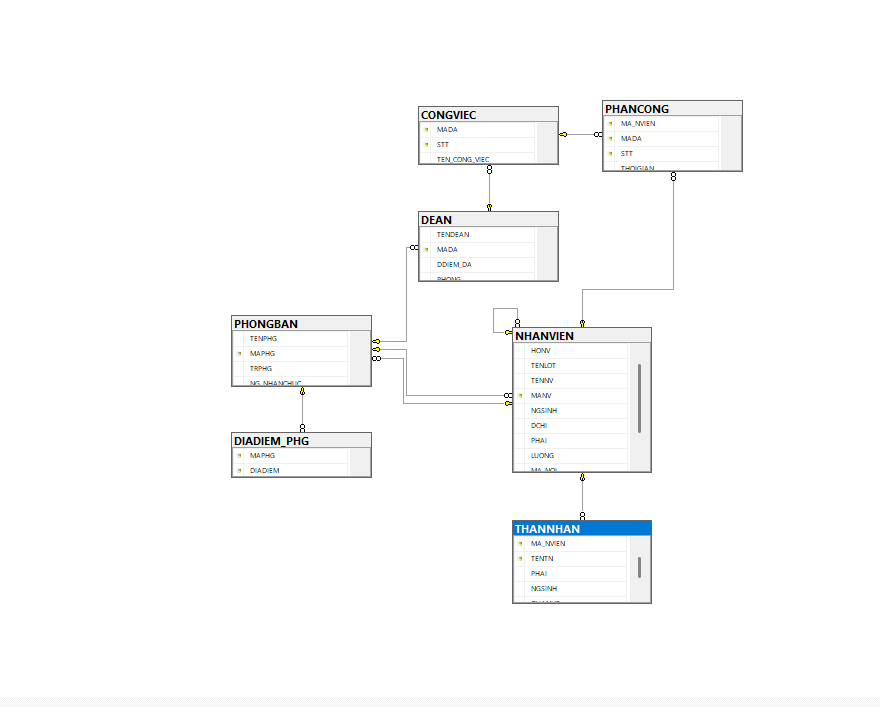 CONGVIEC
MADA
STT
TEN_CONG_VIEC
PHANCONG
MA_NVIEN
MADA
STT
THOIGIAN
DEAN
TENDEAN
MADA
DDIEM_DA
PHONG
PHONGBAN
TENPHG
MAPHG
TRPHG
NG_NHANCHUC
NHANVIEN
HONV
TENLOT
TENNV
MANV
NGSINH
DCHI
PHAI
LUONG
DIADIEM_PHG
MAPHG
DIADIEM
THANNHAN
MA_NVIEN
TENTN
PHAI
NGSINH